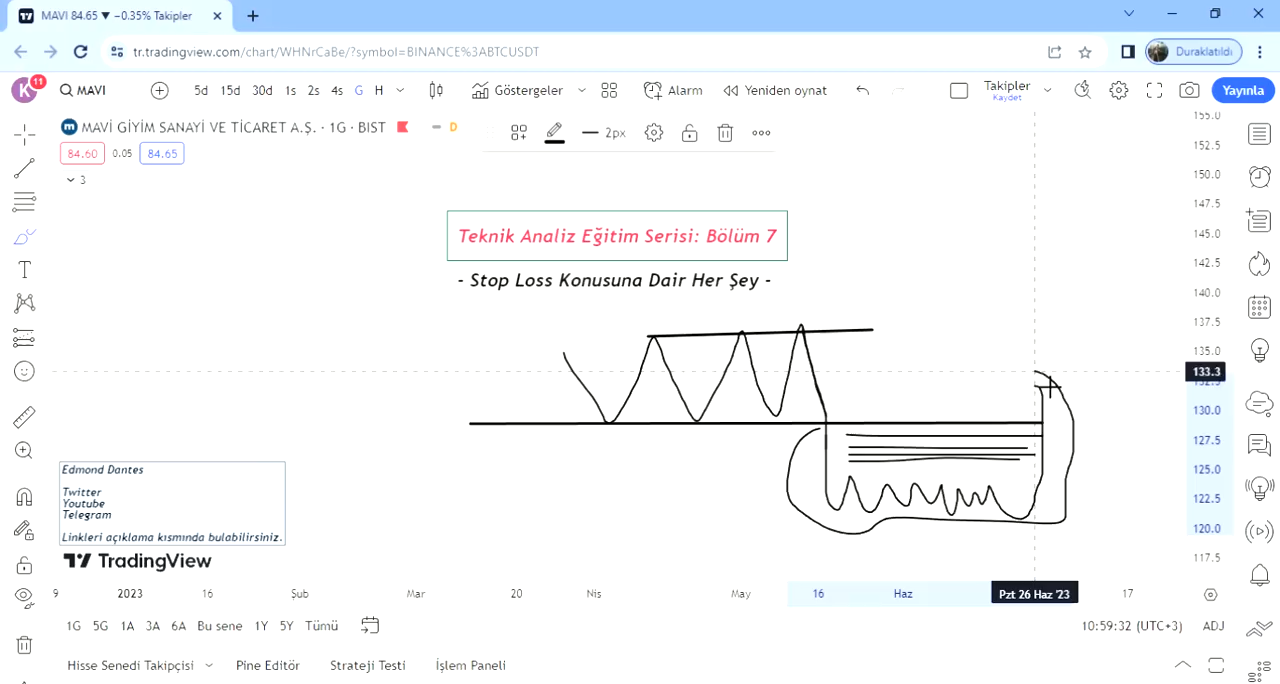 MAVI 84.65 ▼ −0.35% Takipler
tr.tradingview.com/chart/WHNrCaBe/?symbol=BINANCE%3ABTCUSDT
Duraklatıldı
K 11
MAVI
5d 15d 30d 1s 2s 4s G H
Göstergeler
Alarm
Yeniden oynat
Takipler
Kaydet
Yayınla
MAVİ GİYİM SANAYİ VE TİCARET A.Ş. · 1G · BIST
D
84.60 0.05 84.65
3
2px
Teknik Analiz Eğitim Serisi: Bölüm 7
- Stop Loss Konusuna Dair Her Şey -
155.0
152.5
150.0
147.5
145.0
142.5
140.0
137.5
135.0
133.3
132.5
130.0
127.5
125.0
122.5
120.0
117.5
Edmond Dantes
Twitter
Youtube
Telegram
Linkleri açıklama kısmında bulabilirsiniz.
TradingView
9 2023 16 Şub Mar 20 Nis May 16 Haz Pzt 26 Haz '23 17
1G 5G 1A 3A 6A Bu sene 1Y 5Y Tümü
10:59:32 (UTC+3) ADJ
Hisse Senedi Takipçisi Pine Editör Strateji Testi İşlem Paneli